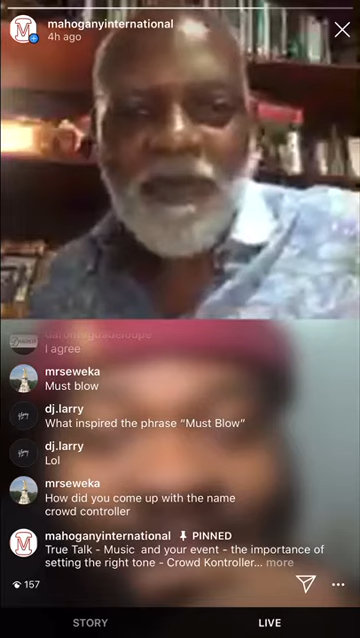 mahoganyinternational
4h ago
I agree
mrseweka
Must blow
dj.larry
What inspired the phrase “Must Blow”
dj.larry
Lol
mrseweka
How did you come up with the name
crowd controller
mahoganyinternational PINNED
True Talk - Music and your event - the importance of
setting the right tone - Crowd Kontroller... more
157
STORY
LIVE